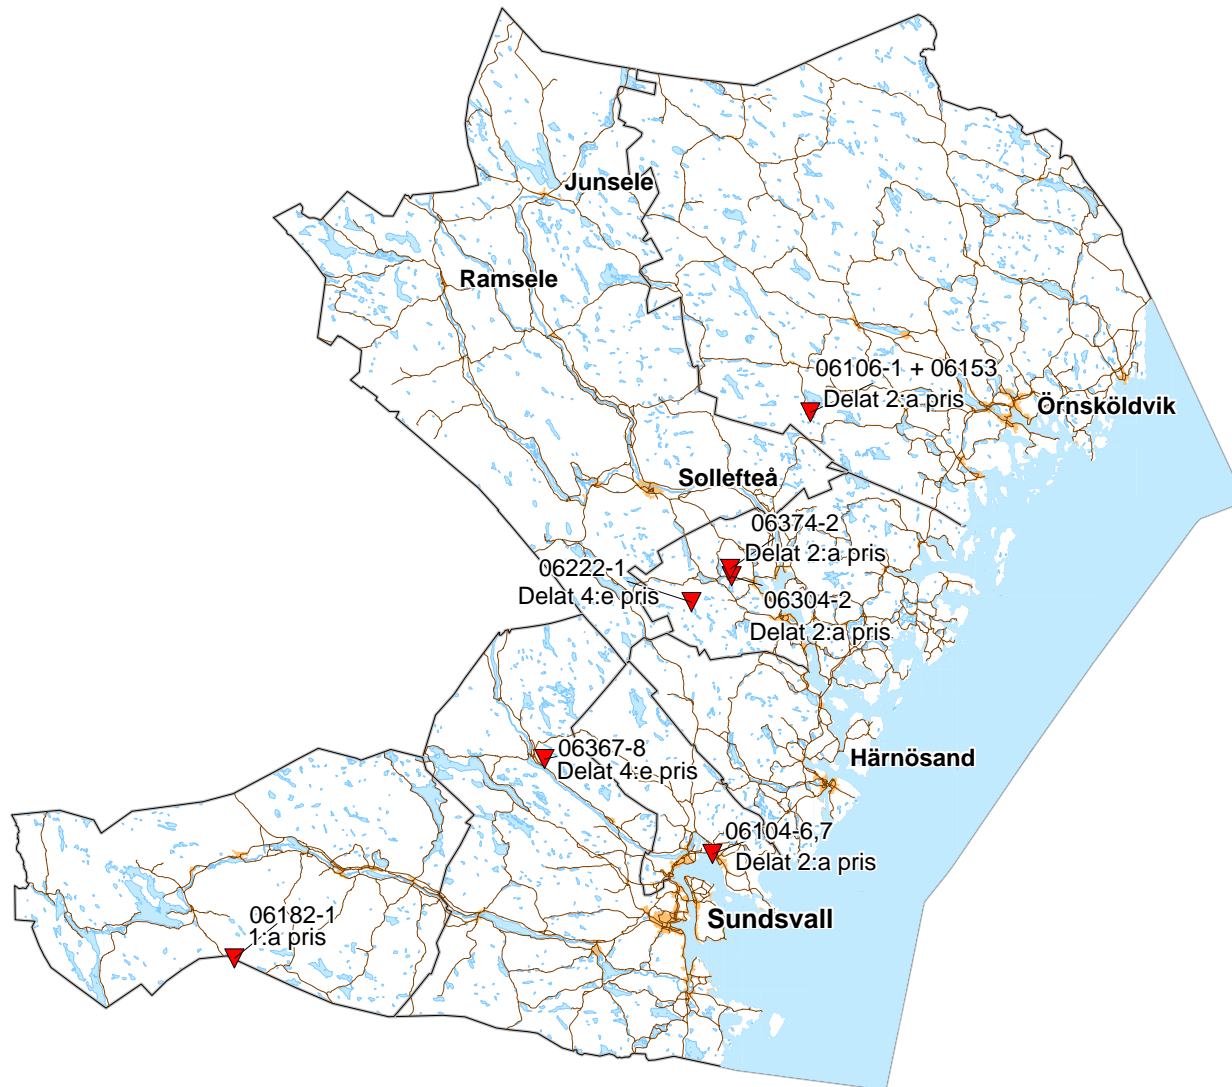 Junsele
Ramsele
06106-1 + 06153
Delat 2:a pris
Örnsköldvik
Sollefteå
06374-2
Delat 2:a pris
06222-1
Delat 4:e pris
06304-2
Delat 2:a pris
06367-8
Delat 4:e pris
Härnösand
06104-6,7
Delat 2:a pris
06182-1
1:a pris
Sundsvall